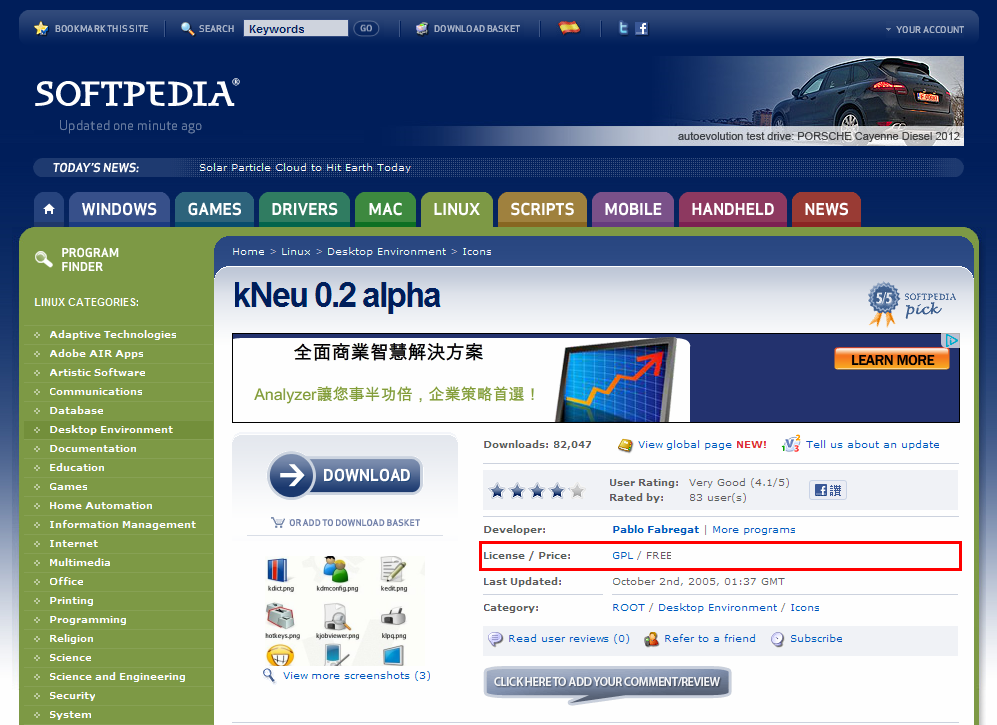 BOOKMARK THIS SITE SEARCH Keywords GO DOWNLOAD BASKET YOUR ACCOUNT
SOFTPEDIA®
Updated one minute ago
autoevolution test drive: PORSCHE Cayenne Diesel 2012
TODAY'S NEWS: Solar Particle Cloud to Hit Earth Today
WINDOWS GAMES DRIVERS MAC LINUX SCRIPTS MOBILE HANDHELD NEWS
PROGRAM
FINDER
LINUX CATEGORIES:
Adaptive Technologies
Adobe AIR Apps
Artistic Software
Communications
Database
Desktop Environment
Documentation
Education
Games
Home Automation
Information Management
Internet
Multimedia
Office
Printing
Programming
Religion
Science
Science and Engineering
Security
System
Home > Linux > Desktop Environment > Icons
kNeu 0.2 alpha
5/5 SOFTPEDIA
pick
全面商業智慧解決方案
Analyzer讓您事半功倍，企業策略首選！
LEARN MORE
DOWNLOAD
OR ADD TO DOWNLOAD BASKET
kdict.png kdmconfig.png kedit.png
hotkeys.png kjobviewer.png klpq.png
View more screenshots (3)
Downloads: 82,047 View global page NEW! Tell us about an update
User Rating: Very Good (4.1/5)
Rated by: 83 user(s)
讚
Developer: Pablo Fabregat | More programs
License / Price: GPL / FREE
Last Updated: October 2nd, 2005, 01:37 GMT
Category: ROOT / Desktop Environment / Icons
Read user reviews (0) Refer to a friend Subscribe
CLICK HERE TO ADD YOUR COMMENT/REVIEW